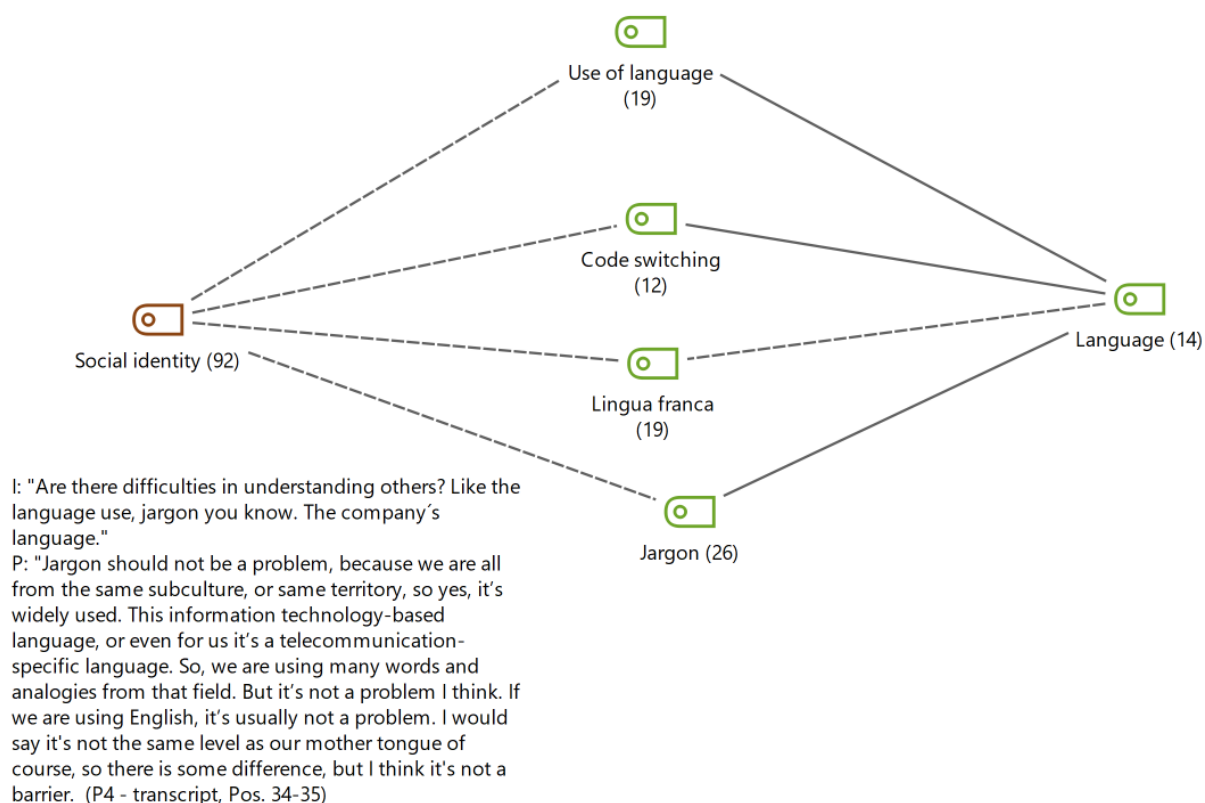 Use of language
(19)
Code switching
(12)
Social identity (92)
Language (14)
Lingua franca
(19)
Jargon (26)
I: "Are there difficulties in understanding others? Like the
language use, jargon you know. The company´s
language."
P: "Jargon should not be a problem, because we are all
from the same subculture, or same territory, so yes, it’s
widely used. This information technology-based
language, or even for us it’s a telecommunication-
specific language. So, we are using many words and
analogies from that field. But it’s not a problem I think. If
we are using English, it’s usually not a problem. I would
say it's not the same level as our mother tongue of
course, so there is some difference, but I think it's not a
barrier.  (P4 - transcript, Pos. 34-35)